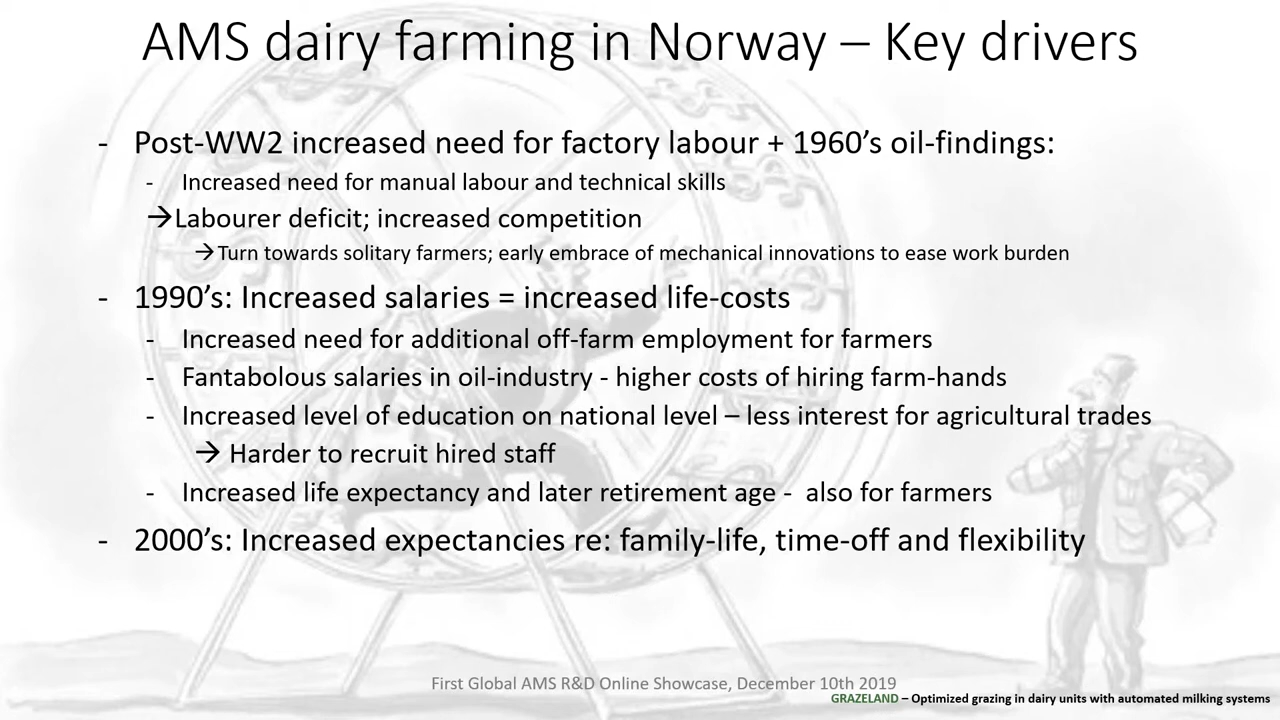 AMS dairy farming in Norway – Key drivers
- Post-WW2 increased need for factory labour + 1960's oil-findings:
- Increased need for manual labour and technical skills
→Labourer deficit; increased competition
→Turn towards solitary farmers; early embrace of mechanical innovations to ease work burden
- 1990's: Increased salaries = increased life-costs
- Increased need for additional off-farm employment for farmers
- Fantabolous salaries in oil-industry - higher costs of hiring farm-hands
- Increased level of education on national level – less interest for agricultural trades
→ Harder to recruit hired staff
- Increased life expectancy and later retirement age - also for farmers
- 2000's: Increased expectancies re: family-life, time-off and flexibility
First Global AMS R&D Online Showcase, December 10th 2019
GRAZELAND – Optimized grazing in dairy units with automated milking systems